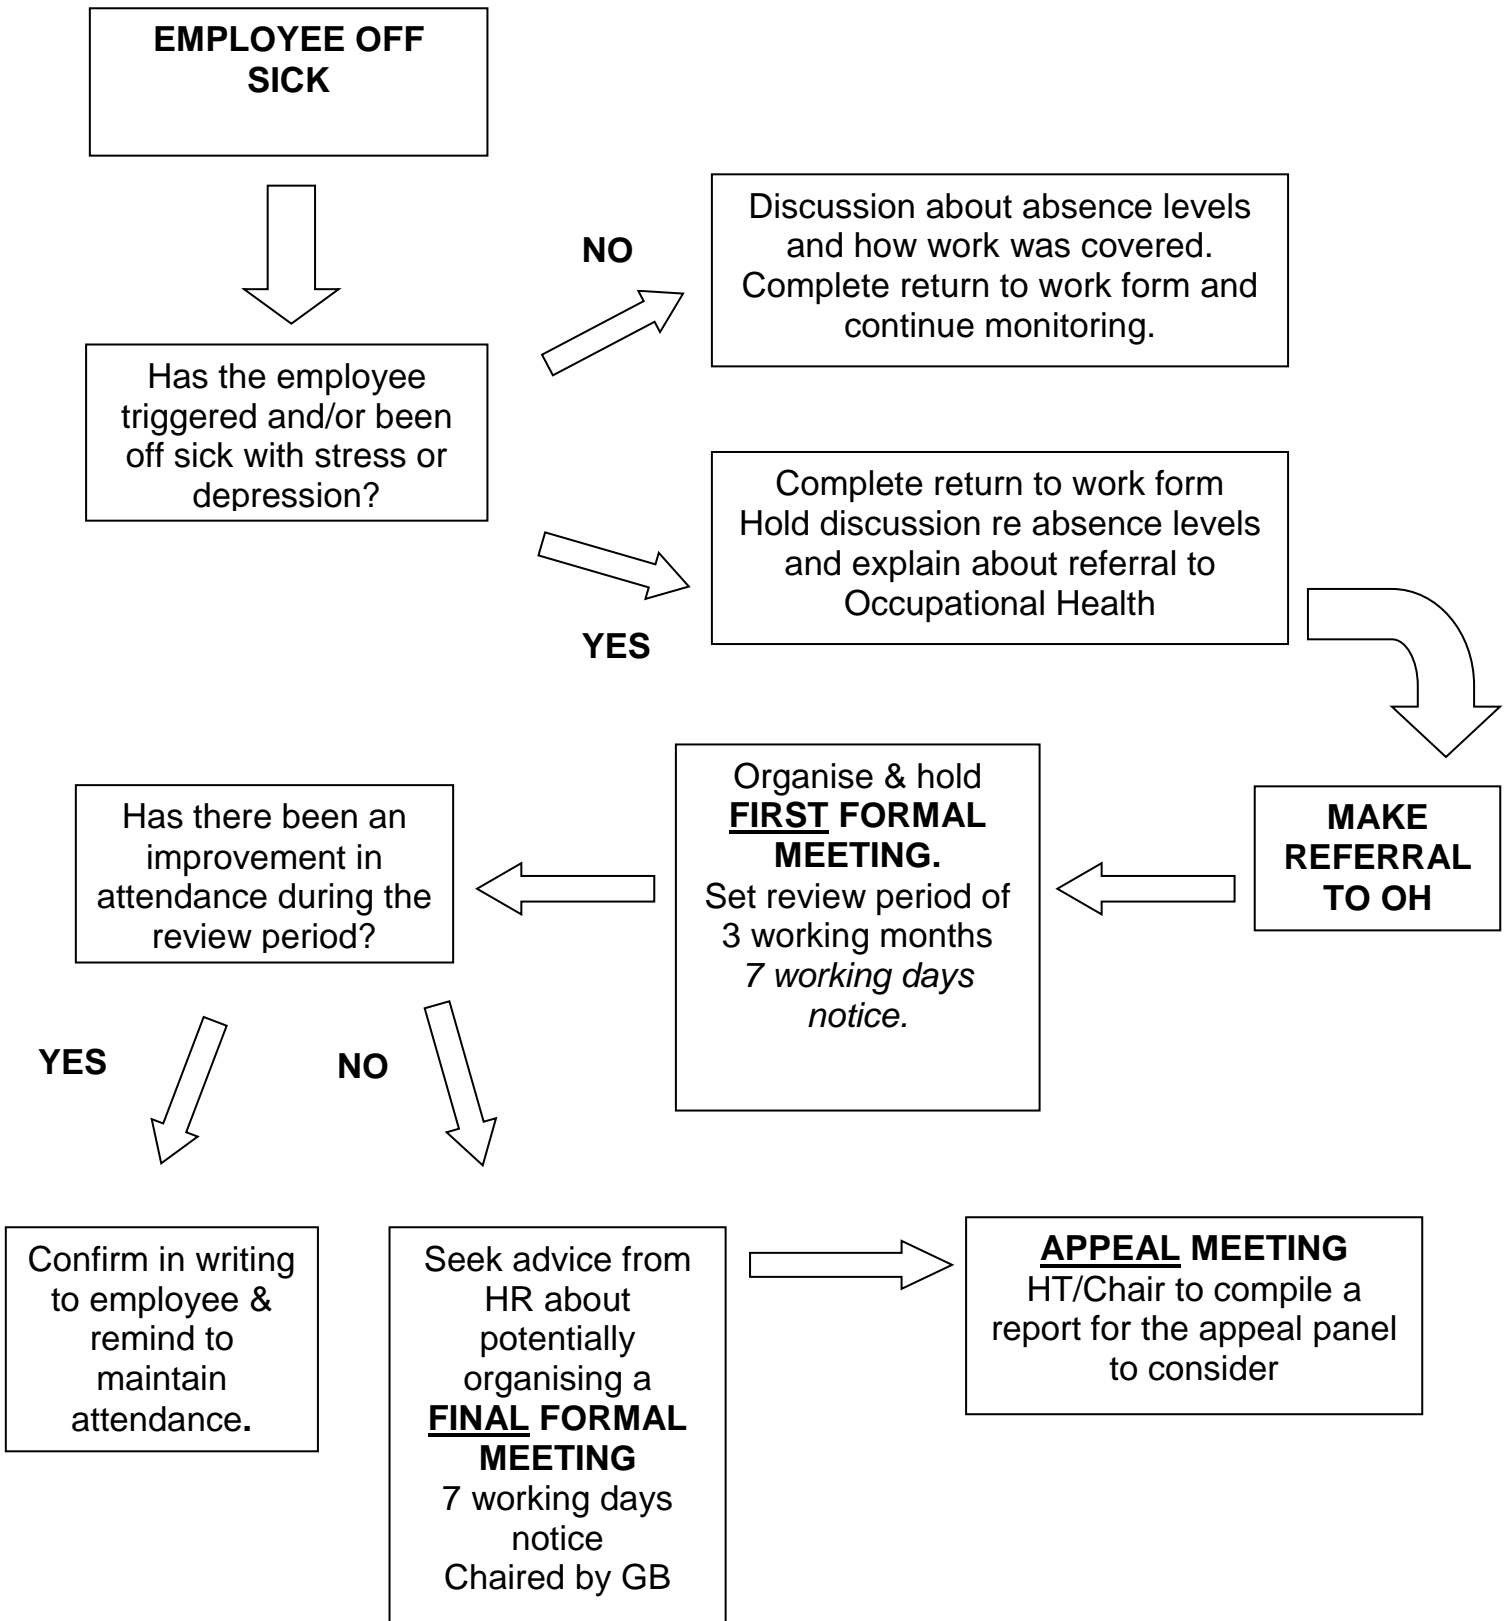 EMPLOYEE OFF
SICK
NO
Discussion about absence levels
and how work was covered.
Complete return to work form and
continue monitoring.
Has the employee
triggered and/or been
off sick with stress or
depression?
Complete return to work form
Hold discussion re absence levels
and explain about referral to
Occupational Health
YES
MAKE
REFERRAL
TO OH
Organise & hold
FIRST FORMAL
MEETING.
Set review period of
3 working months
7 working days
notice.
Has there been an
improvement in
attendance during the
review period?
YES
NO
Confirm in writing
to employee &
remind to
maintain
attendance.
Seek advice from
HR about
potentially
organising a
FINAL FORMAL
MEETING
7 working days
notice
Chaired by GB
APPEAL MEETING
HT/Chair to compile a
report for the appeal panel
to consider